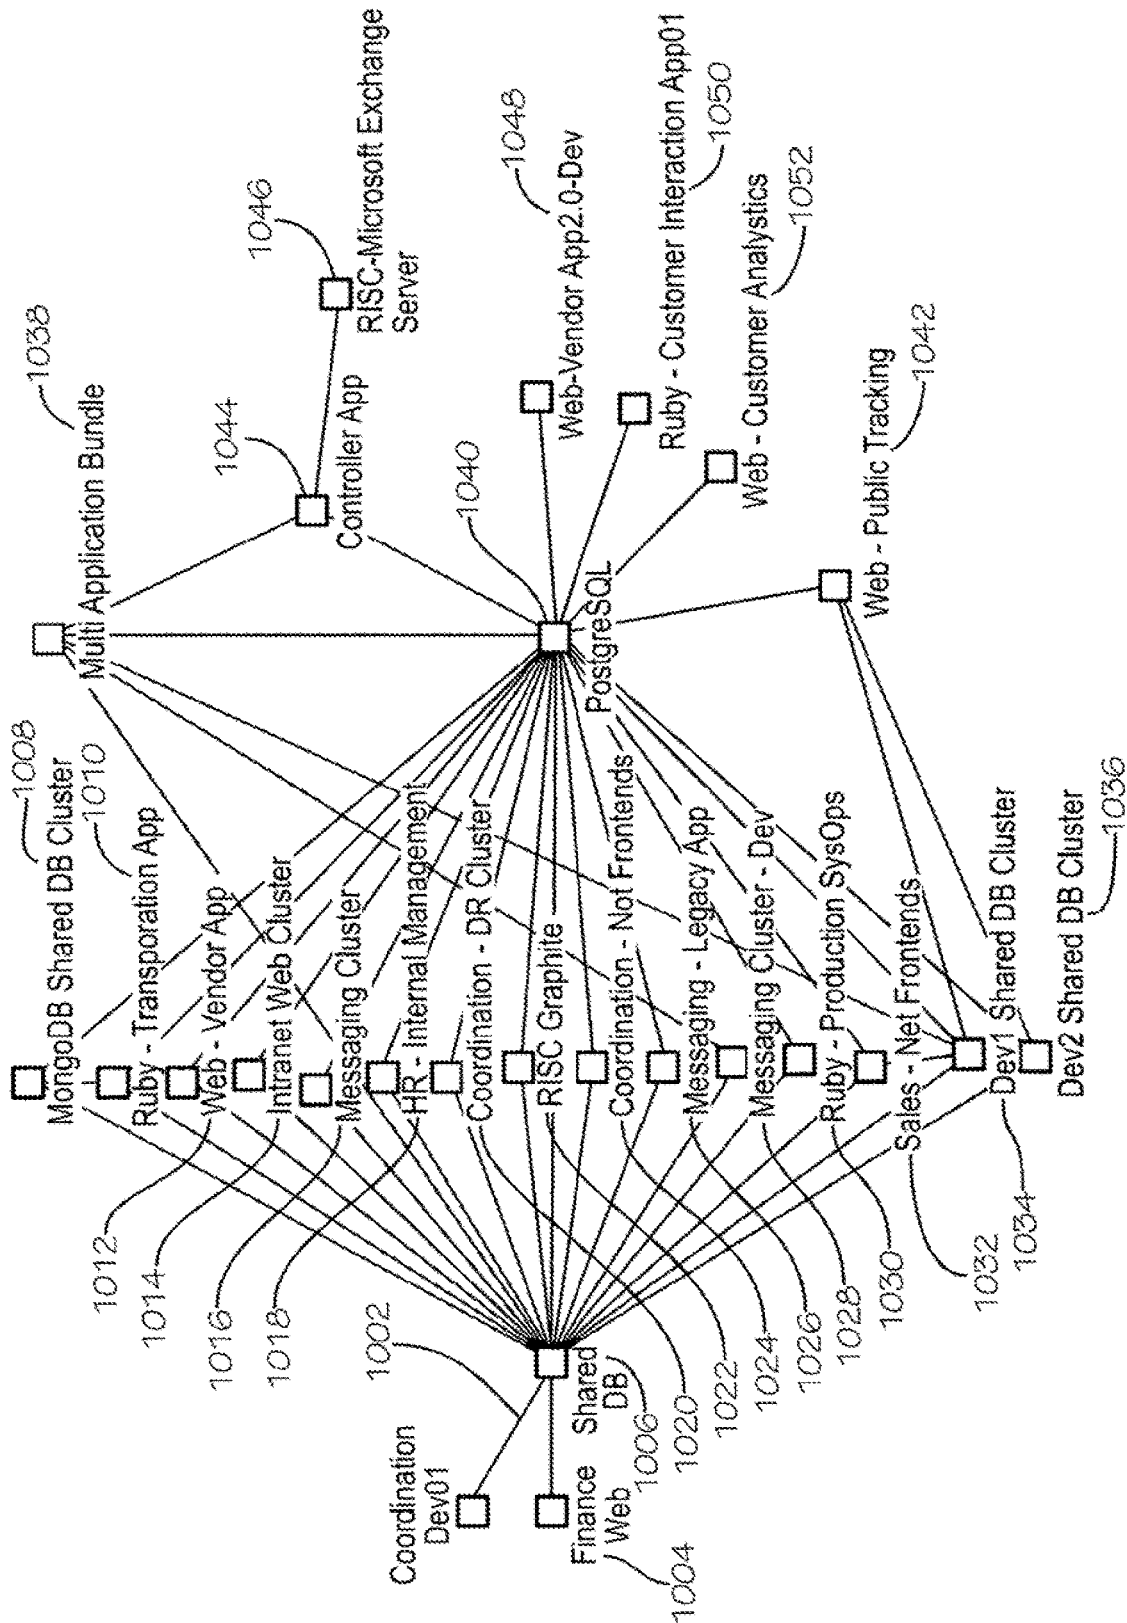 Coordination
Dev01
1002
Finance
Web
1004
Shared
DB
1006
MongoDB Shared DB Cluster
1008
Ruby - Transporation App
1010
Web - Vendor App
1012
Intranet Web Cluster
1014
Messaging Cluster
1016
HR - Internal Management
1018
Coordination - DR Cluster
1020
RISC Graphite
1022
Coordination - Not Frontends
1024
Messaging - Legacy App
1026
Messaging Cluster - Dev
1028
Ruby - Production SysOps
1030
Sales - Net Frontends
1032
Dev1 Shared DB Cluster
1034
Dev2 Shared DB Cluster
1036
Multi Application Bundle
1038
PostgreSQL
1040
Web - Public Tracking
1042
Controller App
1044
RISC-Microsoft Exchange
Server
1046
Web-Vendor App2.0-Dev
1048
Ruby - Customer Interaction App01
1050
Web - Customer Analystics
1052